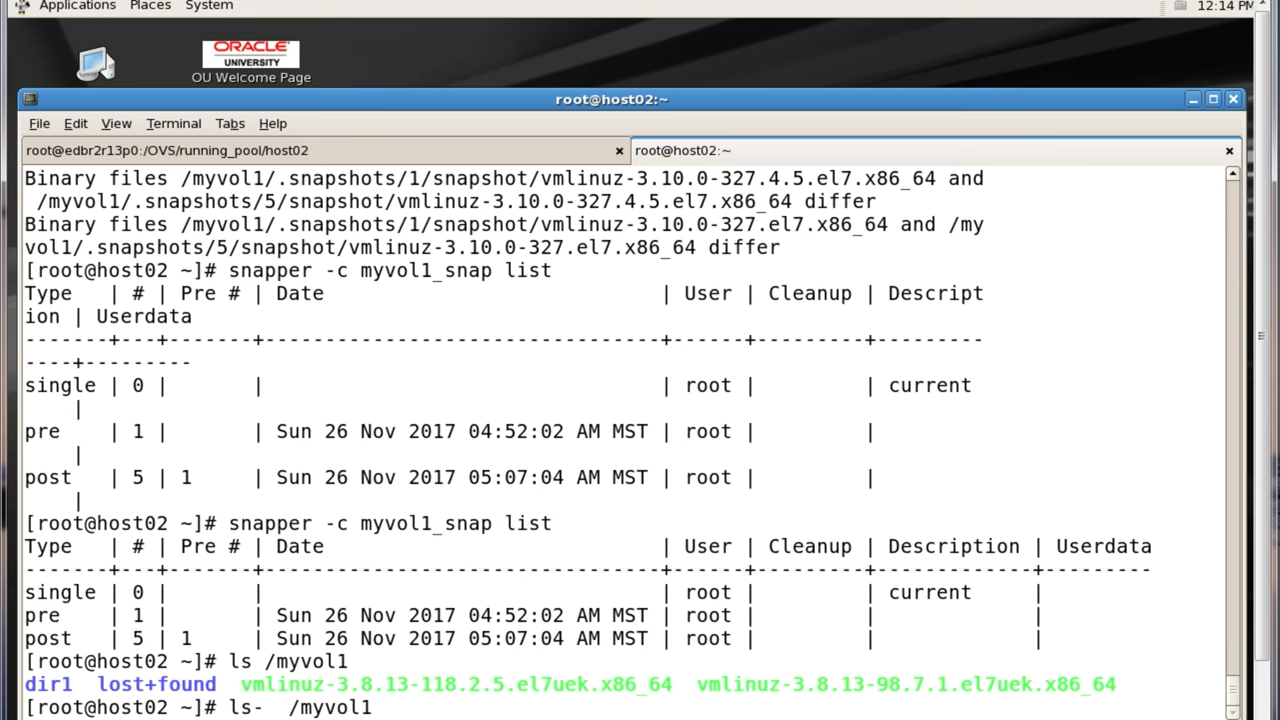 Applications Places System 12:14 PM
ORACLE
UNIVERSITY
OU Welcome Page
root@host02:~
File Edit View Terminal Tabs Help
root@edbr2r13p0:/OVS/running_pool/host02 root@host02:~
Binary files /myvol1/.snapshots/1/snapshot/vmlinuz-3.10.0-327.4.5.el7.x86_64 and
/myvol1/.snapshots/5/snapshot/vmlinuz-3.10.0-327.4.5.el7.x86_64 differ
Binary files /myvol1/.snapshots/1/snapshot/vmlinuz-3.10.0-327.el7.x86_64 and /my
vol1/.snapshots/5/snapshot/vmlinuz-3.10.0-327.el7.x86_64 differ
[root@host02 ~]# snapper -c myvol1_snap list
Type   | # | Pre # | Date                            | User | Cleanup | Descript
ion | Userdata
-------+---+-------+---------------------------------+------+---------+---------
----+---------
single | 0 |       |                                 | root |         | current
    |
pre    | 1 |       | Sun 26 Nov 2017 04:52:02 AM MST | root |         |
    |
post   | 5 | 1     | Sun 26 Nov 2017 05:07:04 AM MST | root |         |
    |
[root@host02 ~]# snapper -c myvol1_snap list
Type   | # | Pre # | Date                            | User | Cleanup | Description | Userdata
-------+---+-------+---------------------------------+------+---------+-------------+---------
single | 0 |       |                                 | root |         | current     |
pre    | 1 |       | Sun 26 Nov 2017 04:52:02 AM MST | root |         |             |
post   | 5 | 1     | Sun 26 Nov 2017 05:07:04 AM MST | root |         |             |
[root@host02 ~]# ls /myvol1
dir1  lost+found  vmlinuz-3.8.13-118.2.5.el7uek.x86_64  vmlinuz-3.8.13-98.7.1.el7uek.x86_64
[root@host02 ~]# ls-  /myvol1